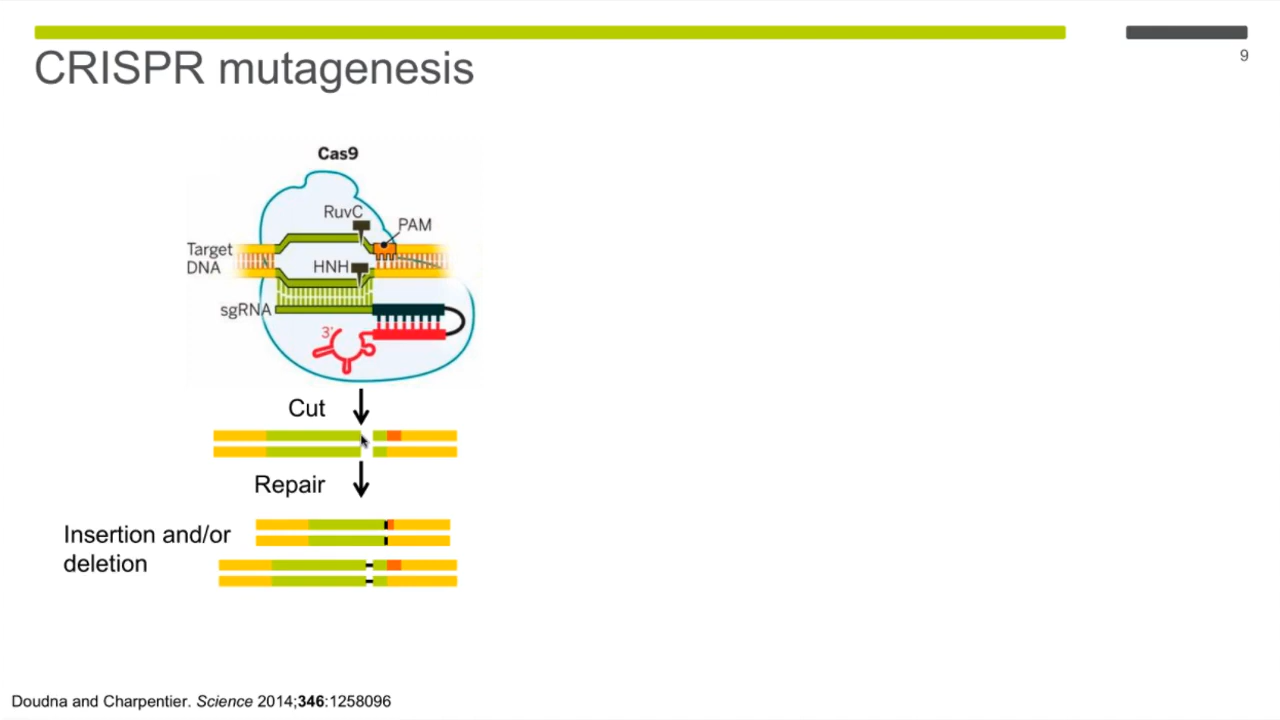 9
CRISPR mutagenesis
Cas9
RuvC
PAM
Target
DNA
HNH
sgRNA
3'
Cut
Repair
Insertion and/or
deletion
Doudna and Charpentier. Science 2014;346:1258096